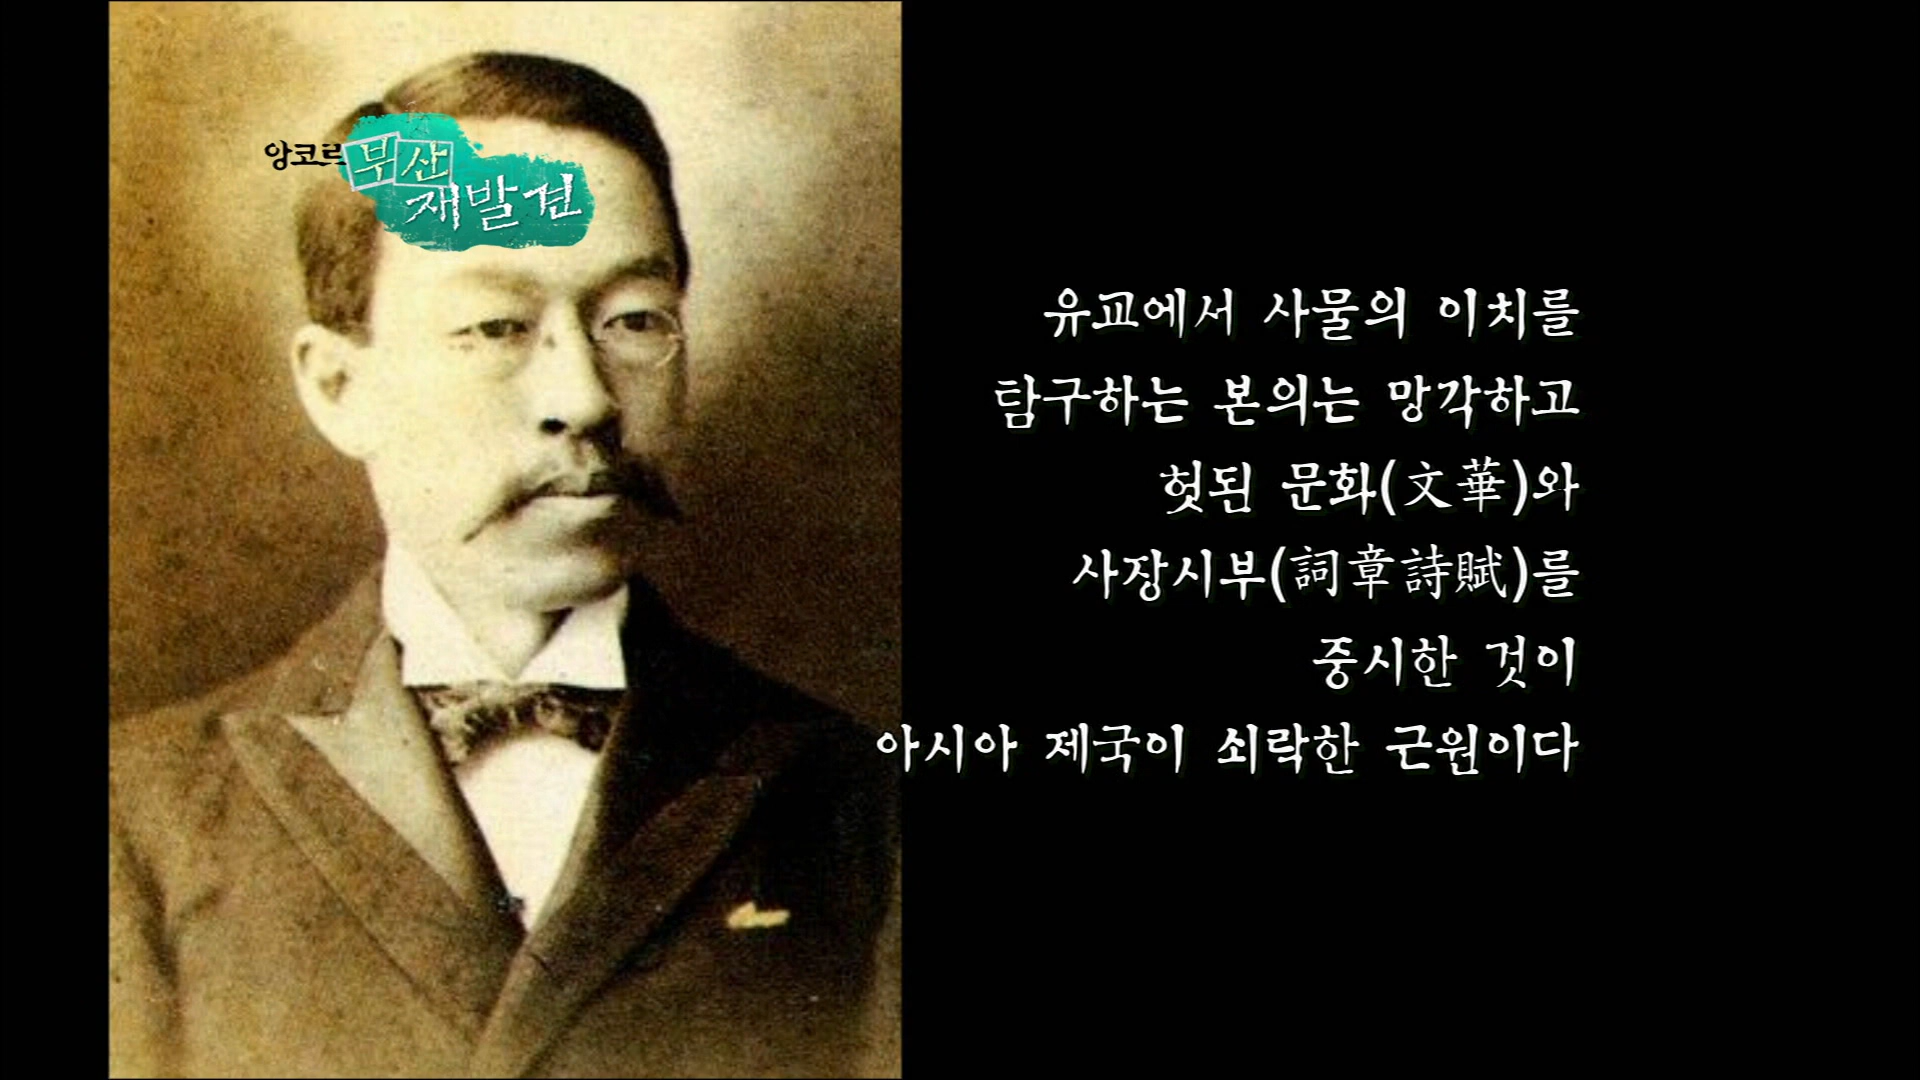 앙코르 부산
재발견
유교에서 사물의 이치를
탐구하는 본의는 망각하고
헛된 문화(文華)와
사장시부(詞章詩賦)를
중시한 것이
아시아 제국이 쇠락한 근원이다